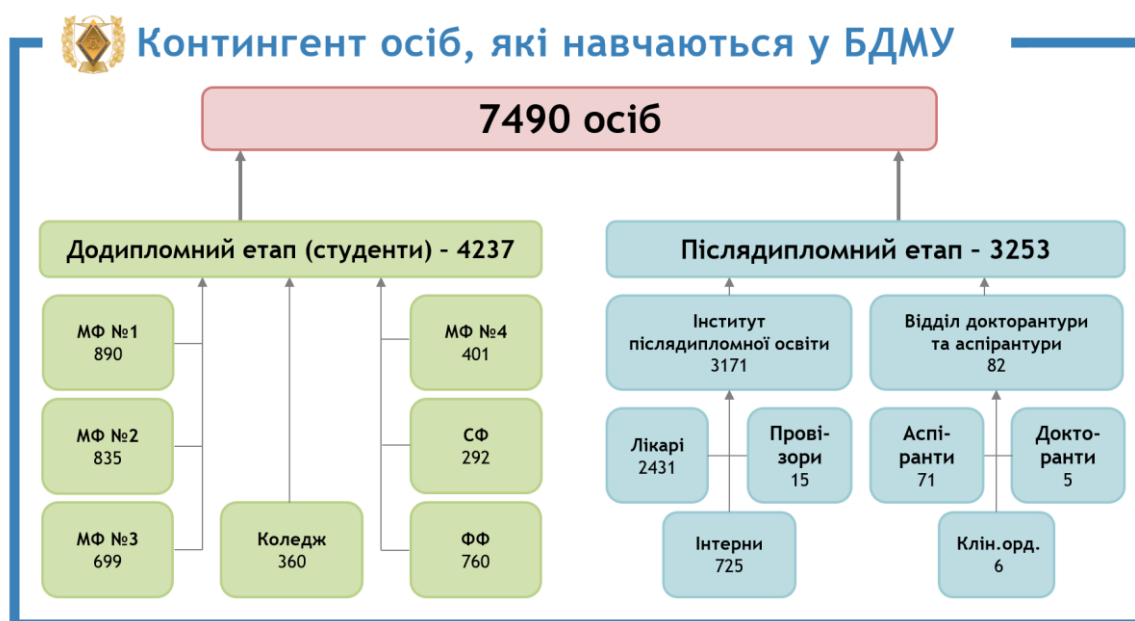 Контингент осіб, які навчаються у БДМУ
7490 осіб
Додипломний етап (студенти) – 4237
МФ №1
890
МФ №2
835
МФ №3
699
Коледж
360
МФ №4
401
СФ
292
ФФ
760
Післядипломний етап – 3253
Інститут
післядипломної освіти
3171
Лікарі
2431
Прові-
зори
15
Інтерни
725
Відділ докторантури
та аспірантури
82
Аспі-
ранти
71
Докто-
ранти
5
Клін.орд.
6